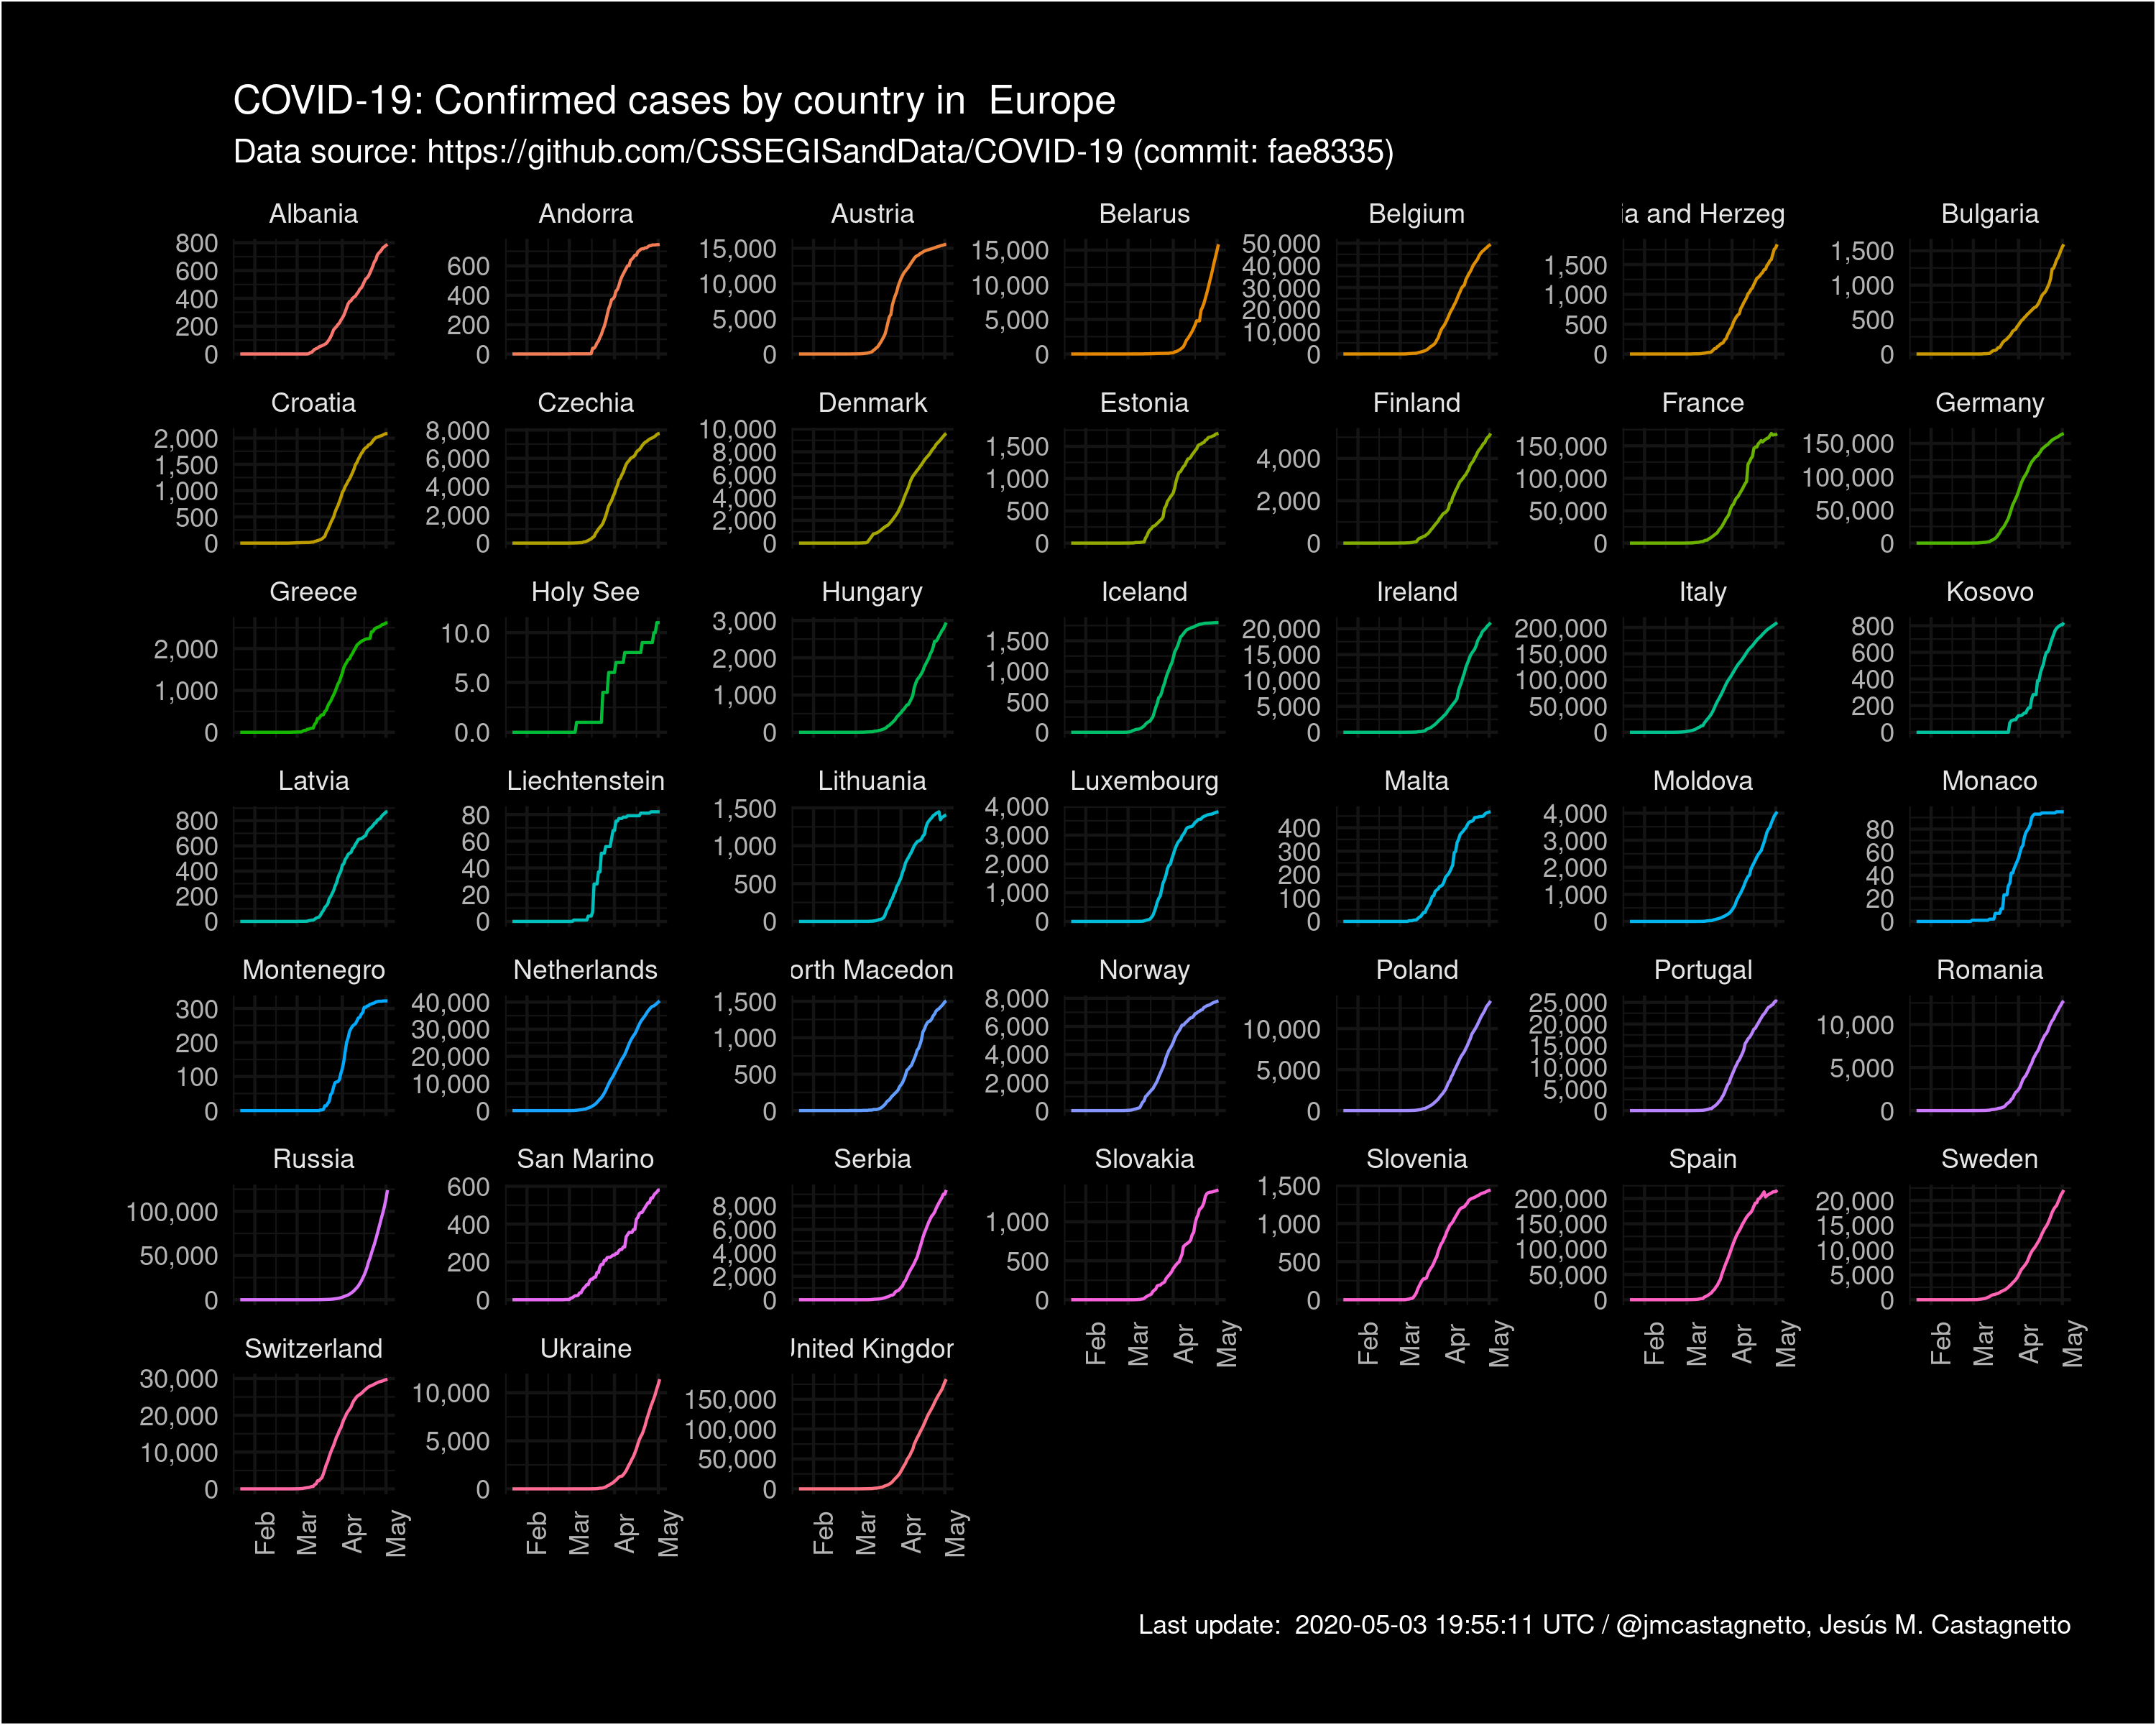 COVID-19: Confirmed cases by country in  Europe
Data source: https://github.com/CSSEGISandData/COVID-19 (commit: fae8335)
Albania
800
600
400
200
0
Andorra
600
400
200
0
Austria
15,000
10,000
5,000
0
Belarus
15,000
10,000
5,000
0
Belgium
50,000
40,000
30,000
20,000
10,000
0
ia and Herzeg
1,500
1,000
500
0
Bulgaria
1,500
1,000
500
0
Croatia
2,000
1,500
1,000
500
0
Czechia
8,000
6,000
4,000
2,000
0
Denmark
10,000
8,000
6,000
4,000
2,000
0
Estonia
1,500
1,000
500
0
Finland
4,000
2,000
0
France
150,000
100,000
50,000
0
Germany
150,000
100,000
50,000
0
Greece
2,000
1,000
0
Holy See
10.0
5.0
0.0
Hungary
3,000
2,000
1,000
0
Iceland
1,500
1,000
500
0
Ireland
20,000
15,000
10,000
5,000
0
Italy
200,000
150,000
100,000
50,000
0
Kosovo
800
600
400
200
0
Latvia
800
600
400
200
0
Liechtenstein
80
60
40
20
0
Lithuania
1,500
1,000
500
0
Luxembourg
4,000
3,000
2,000
1,000
0
Malta
400
300
200
100
0
Moldova
4,000
3,000
2,000
1,000
0
Monaco
80
60
40
20
0
Montenegro
300
200
100
0
Netherlands
40,000
30,000
20,000
10,000
0
orth Macedon
1,500
1,000
500
0
Norway
8,000
6,000
4,000
2,000
0
Poland
10,000
5,000
0
Portugal
25,000
20,000
15,000
10,000
5,000
0
Romania
10,000
5,000
0
Russia
100,000
50,000
0
San Marino
600
400
200
0
Serbia
8,000
6,000
4,000
2,000
0
Slovakia
1,000
500
0
Feb
Mar
Apr
May
Slovenia
1,500
1,000
500
0
Feb
Mar
Apr
May
Spain
200,000
150,000
100,000
50,000
0
Feb
Mar
Apr
May
Sweden
20,000
15,000
10,000
5,000
0
Feb
Mar
Apr
May
Switzerland
30,000
20,000
10,000
0
Feb
Mar
Apr
May
Ukraine
10,000
5,000
0
Feb
Mar
Apr
May
United Kingdor
150,000
100,000
50,000
0
Feb
Mar
Apr
May
Last update:  2020-05-03 19:55:11 UTC / @jmcastagnetto, Jesús M. Castagnetto